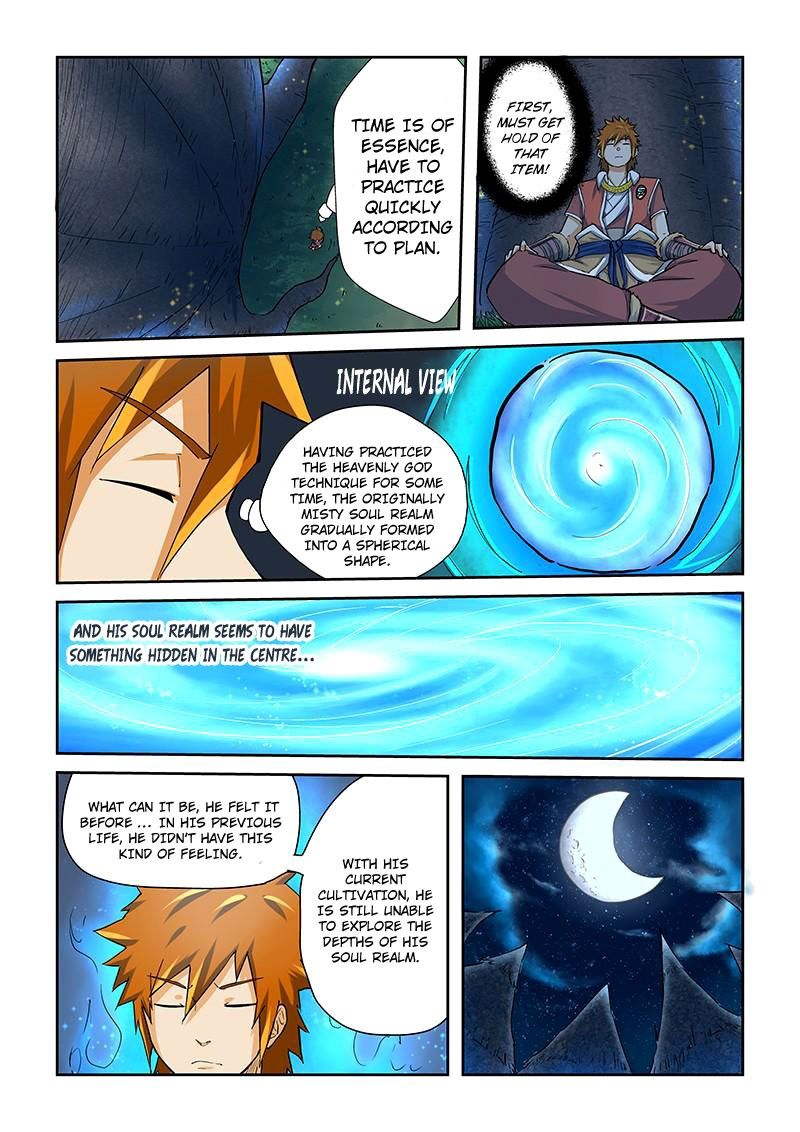 TIME IS OF
ESSENCE,
HAVE TO
PRACTICE
QUICKLY
ACCORDING
TO PLAN.
FIRST,
MUST GET
HOLD OF
THAT
ITEM!
INTERNAL VIEW
HAVING PRACTICED
THE HEAVENLY GOD
TECHNIQUE FOR SOME
TIME, THE ORIGINALLY
MISTY SOUL REALM
GRADUALLY FORMED
INTO A SPHERICAL
SHAPE.
AND HIS SOUL REALM SEEMS TO HAVE
SOMETHING HIDDEN IN THE CENTRE...
WHAT CAN IT BE, HE FELT IT
BEFORE ... IN HIS PREVIOUS
LIFE, HE DIDN'T HAVE THIS
KIND OF FEELING.
WITH HIS
CURRENT
CULTIVATION, HE
IS STILL UNABLE
TO EXPLORE THE
DEPTHS OF HIS
SOUL REALM.